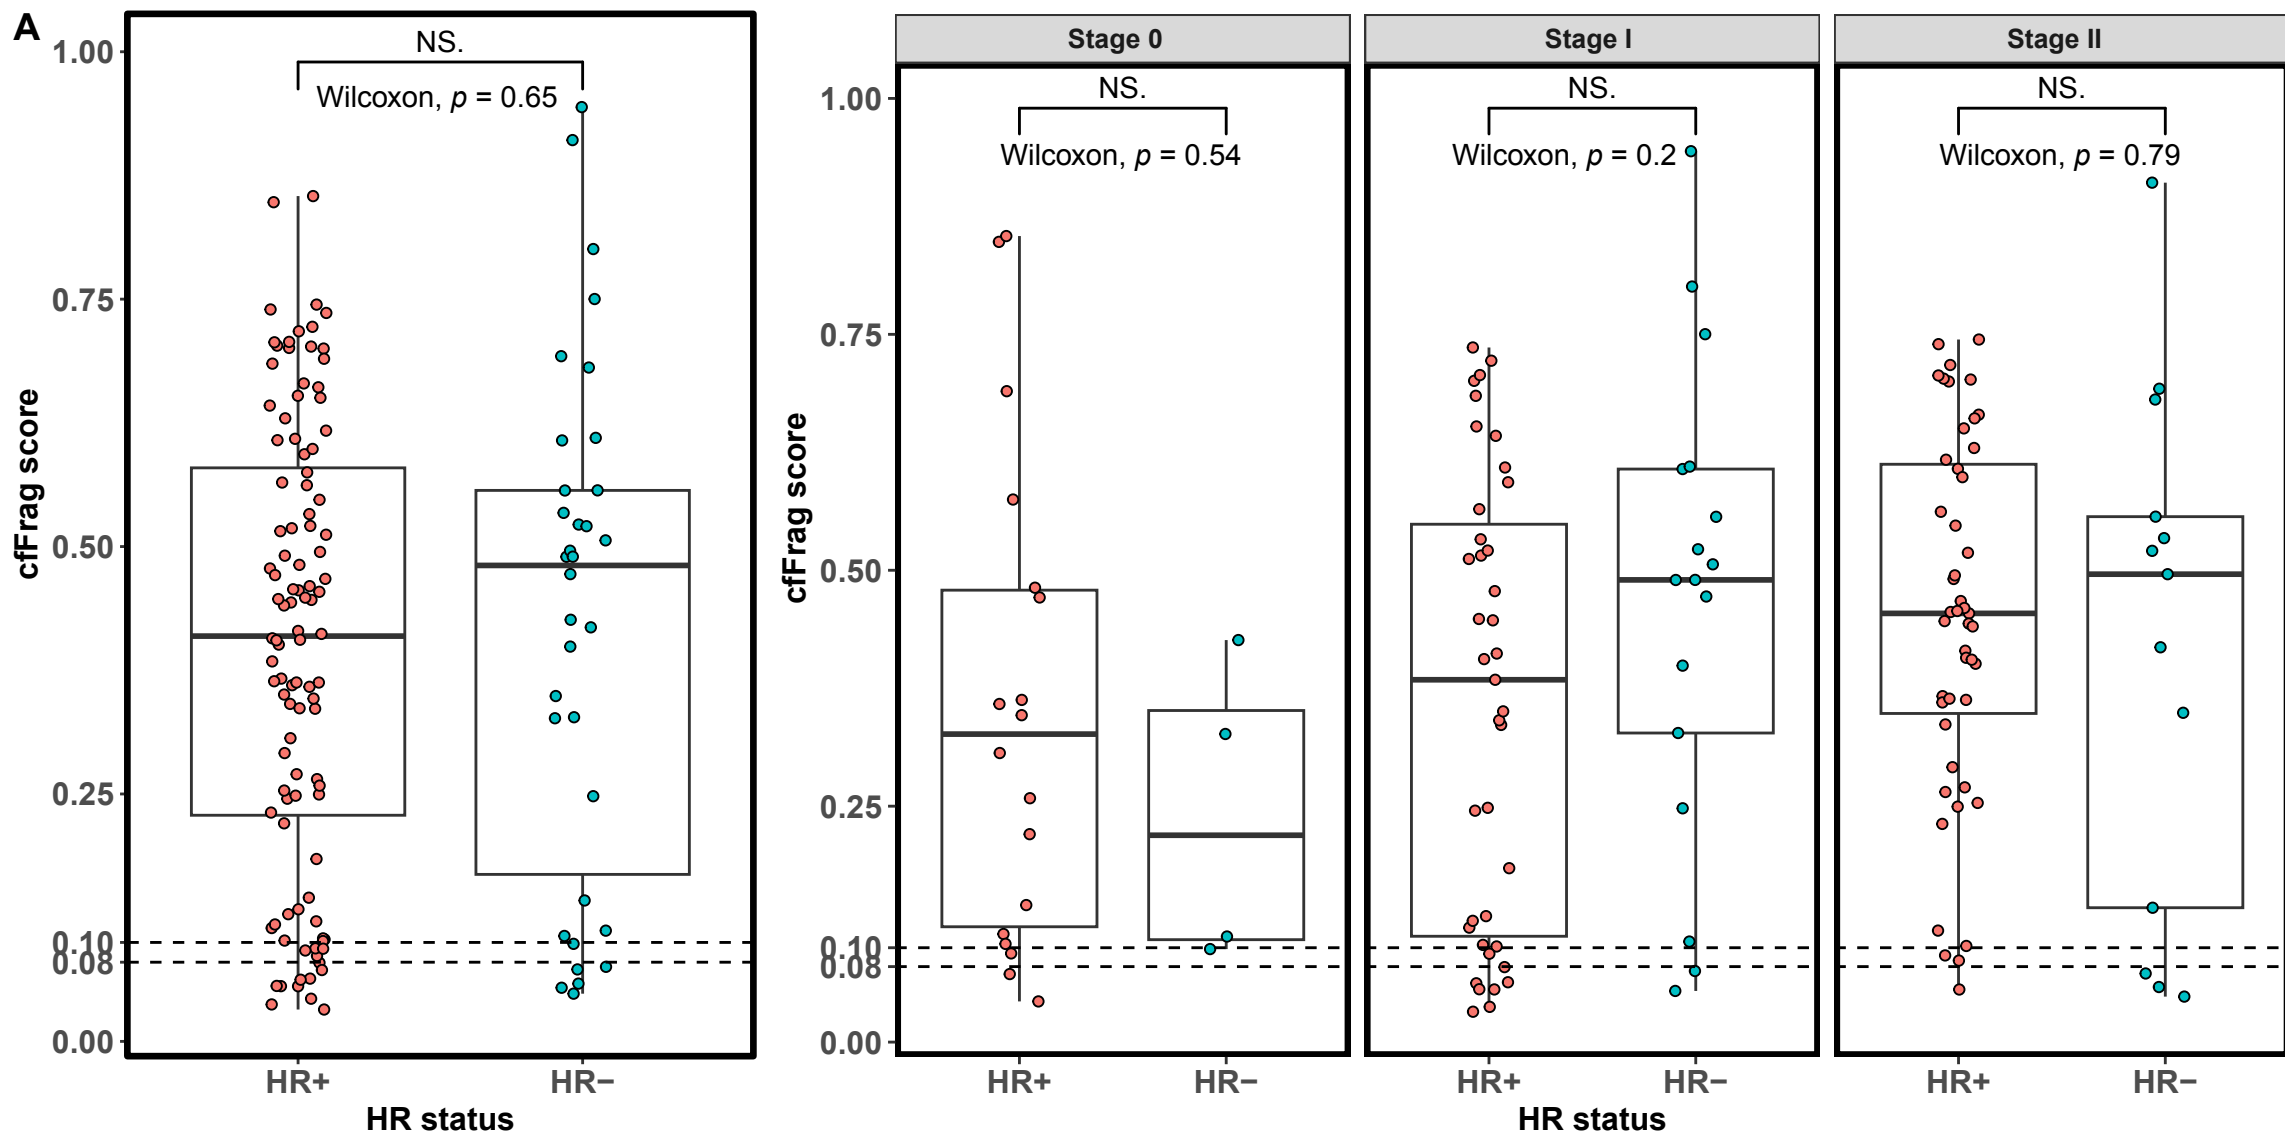 A
NS.
Wilcoxon, p = 0.65
1.00
0.75
0.50
0.25
0.10
0.08
0.00
cfFrag score
HR+
HR−
HR status
Stage 0
Stage I
Stage II
NS.
NS.
NS.
Wilcoxon, p = 0.54
Wilcoxon, p = 0.2
Wilcoxon, p = 0.79
1.00
0.75
0.50
0.25
0.10
0.08
0.00
cfFrag score
HR+
HR−
HR+
HR−
HR+
HR−
HR status